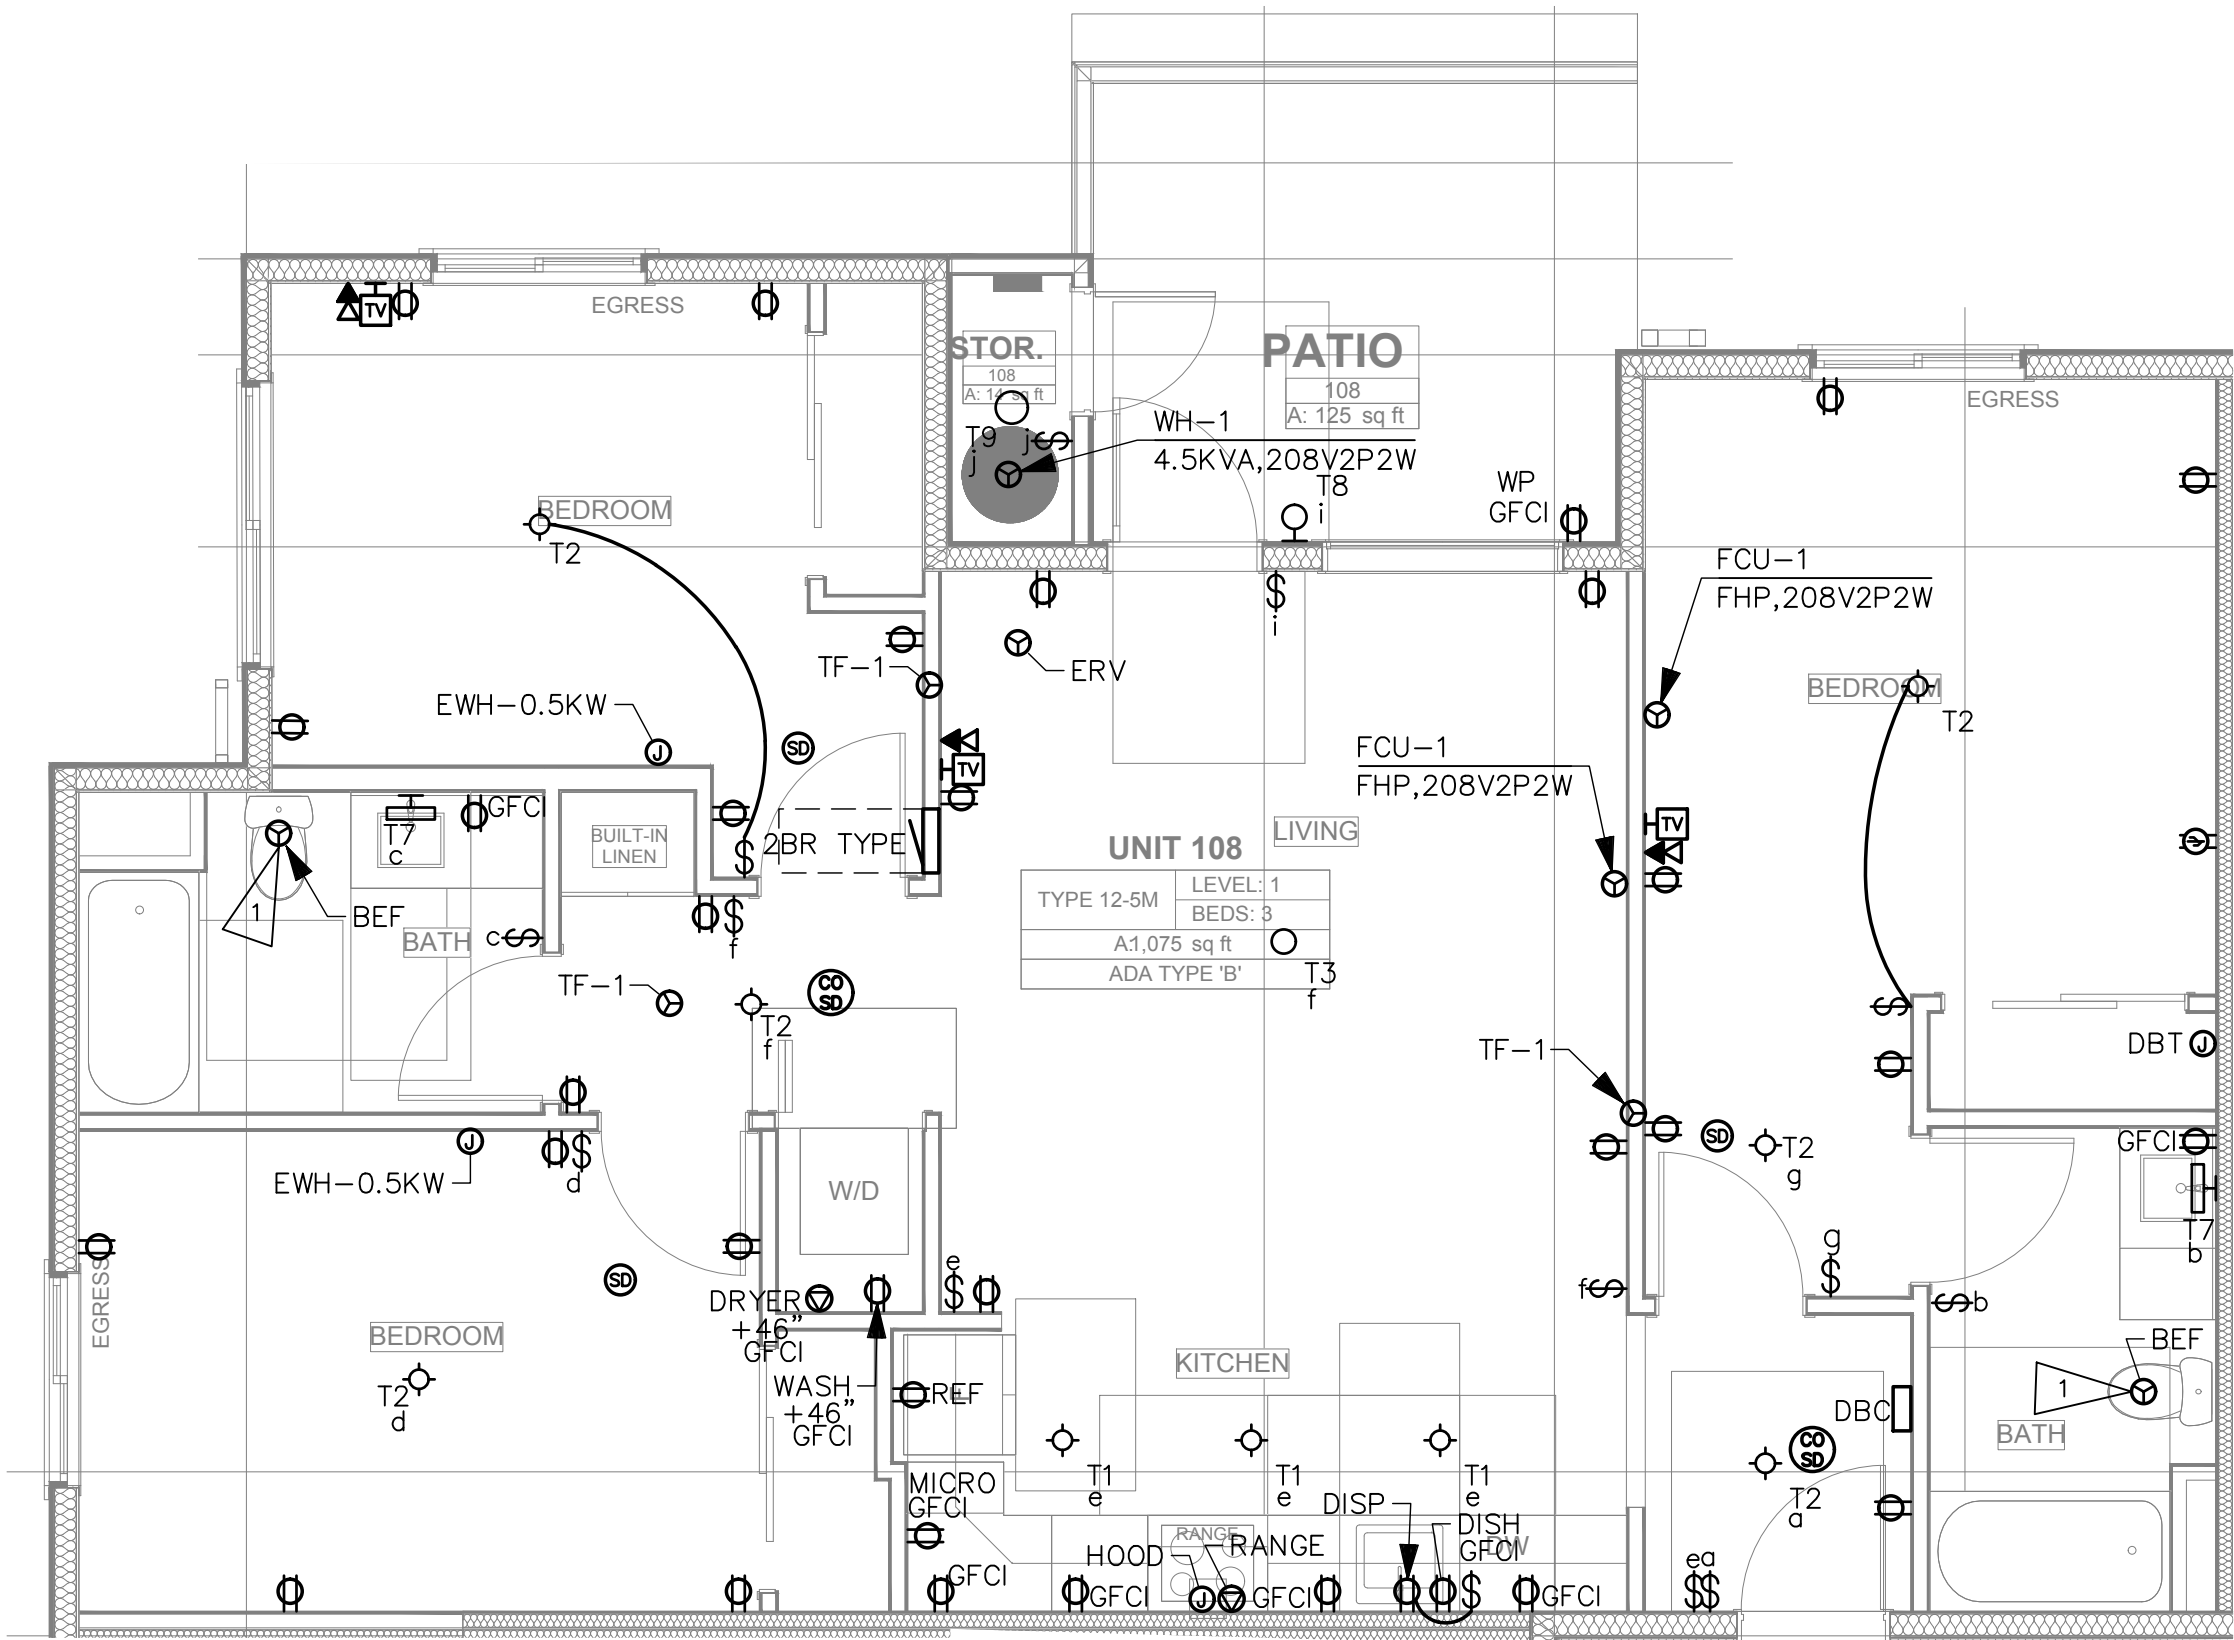 TV
EGRESS
STOR.
108
A: 14 sq ft
T9
j
j
PATIO
108
A: 125 sq ft
WH-1
4.5KVA,208V2P2W
T8
i
WP
GFCI
EGRESS
BEDROOM
T2
FCU-1
FHP,208V2P2W
i
TF-1
ERV
EWH-0.5KW
J
SD
BEDROOM
T2
TV
FCU-1
FHP,208V2P2W
GFCI
T7
c
BUILT-IN
LINEN
2BR TYPE
LIVING
TV
UNIT 108
TYPE 12-5M
LEVEL: 1
BEDS: 3
A:1,075 sq ft
ADA TYPE 'B'
T3
f
1
BEF
BATH
c
f
TF-1
CO
SD
T2
f
TF-1
DBT
J
J
EWH-0.5KW
d
W/D
SD
T2
g
GFCI
T7
b
g
e
f
b
EGRESS
SD
DRYER
+46"
GFCI
BEDROOM
T2
d
WASH
+46"
GFCI
REF
KITCHEN
BEF
1
DBC
BATH
CO
SD
T2
a
T1
e
T1
e
T1
e
MICRO
GFCI
DISP
DISH
GFCI
DW
RANGE
HOOD
RANGE
GFCI
GFCI
J
GFCI
GFCI
ea